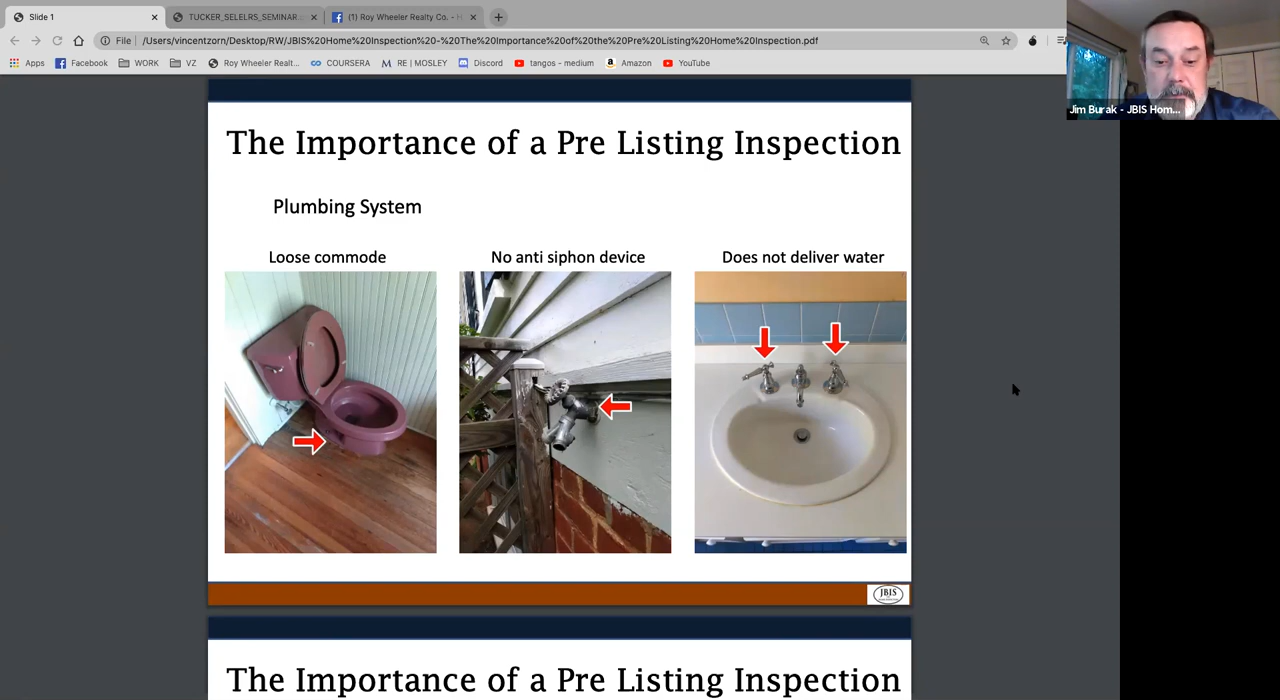 Slide 1
TUCKER_SELELRS_SEMINAR
(1) Roy Wheeler Realty Co. - H
File
/Users/vincentzorn/Desktop/RW/JBIS%20Home%20Inspection%20-%20The%20Importance%20of%20the%20Pre%20Listing%20Home%20Inspection.pdf
Apps
Facebook
WORK
VZ
Roy Wheeler Realt...
COURSERA
RE | MOSLEY
Discord
tangos - medium
Amazon
YouTube
Jim Burak - JBIS Hom...
The Importance of a Pre Listing Inspection
Plumbing System
Loose commode
No anti siphon device
Does not deliver water
JBIS
The Importance of a Pre Listing Inspection